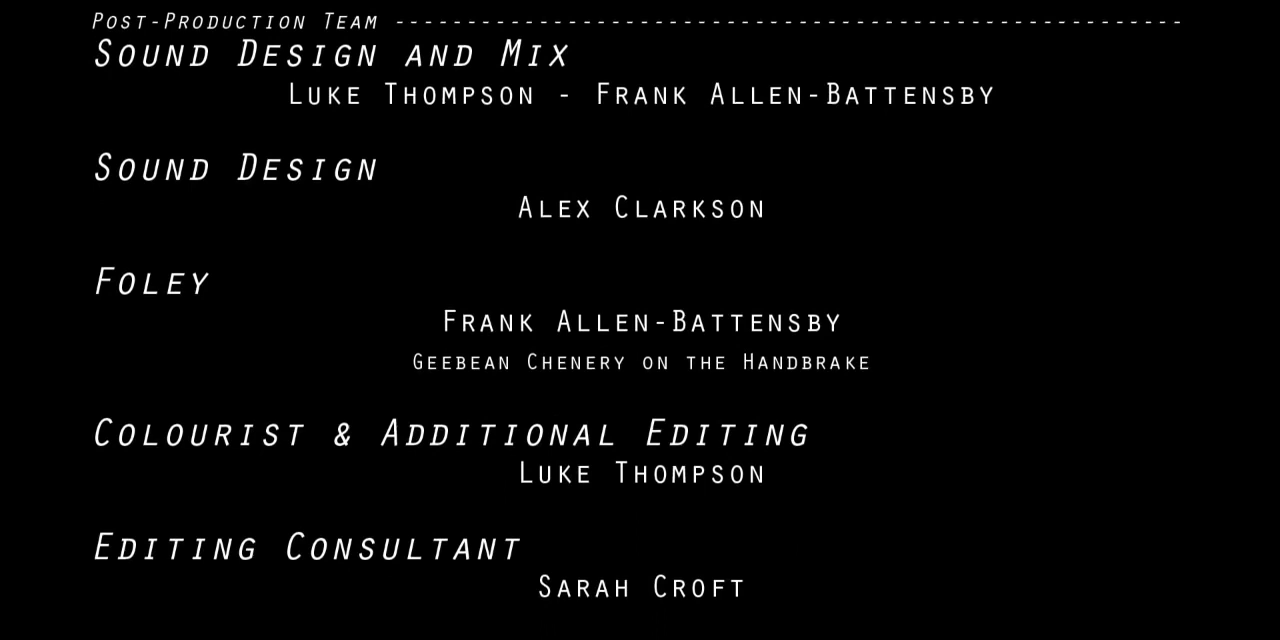 Post-Production Team --------------------------------------------------------
Sound Design and Mix
Luke Thompson - Frank Allen-Battensby
Sound Design
Alex Clarkson
Foley
Frank Allen-Battensby
Geebean Chenery on the Handbrake
Colourist & Additional Editing
Luke Thompson
Editing Consultant
Sarah Croft